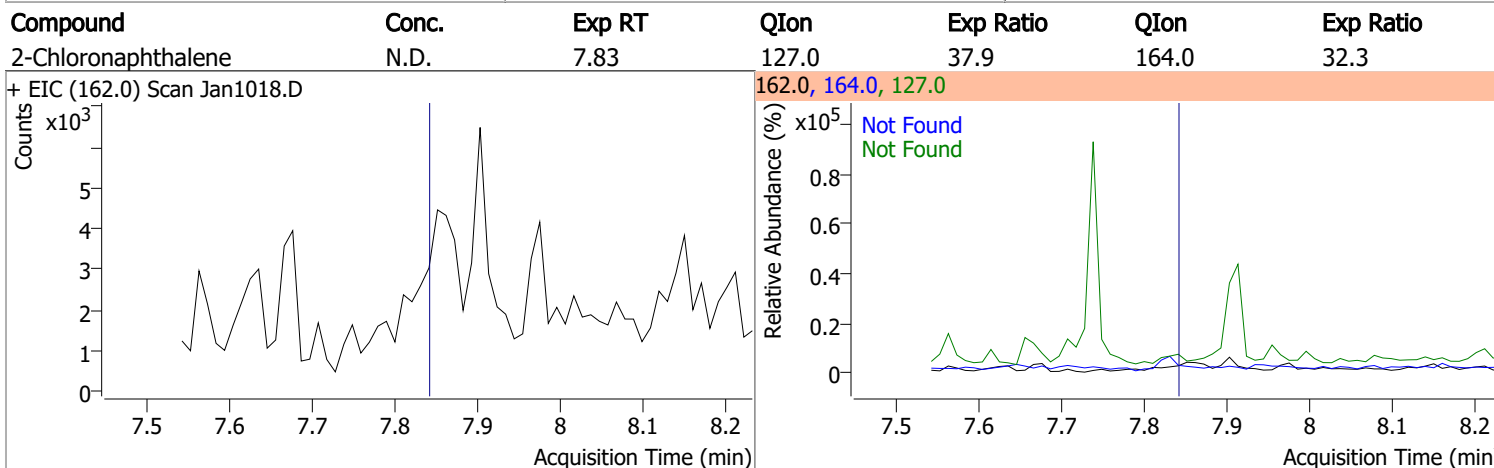 Compound Conc. Exp RT QIon Exp Ratio QIon Exp Ratio
2-Chloronaphthalene N.D. 7.83 127.0 37.9 164.0 32.3
+ EIC (162.0) Scan Jan1018.D
Counts
x10³
5
4
3
2
1
0
7.5 7.6 7.7 7.8 7.9 8 8.1 8.2
Acquisition Time (min)
162.0, 164.0, 127.0
Relative Abundance (%)
x10⁵
Not Found
Not Found
0.8
0.6
0.4
0.2
0
7.5 7.6 7.7 7.8 7.9 8 8.1 8.2
Acquisition Time (min)